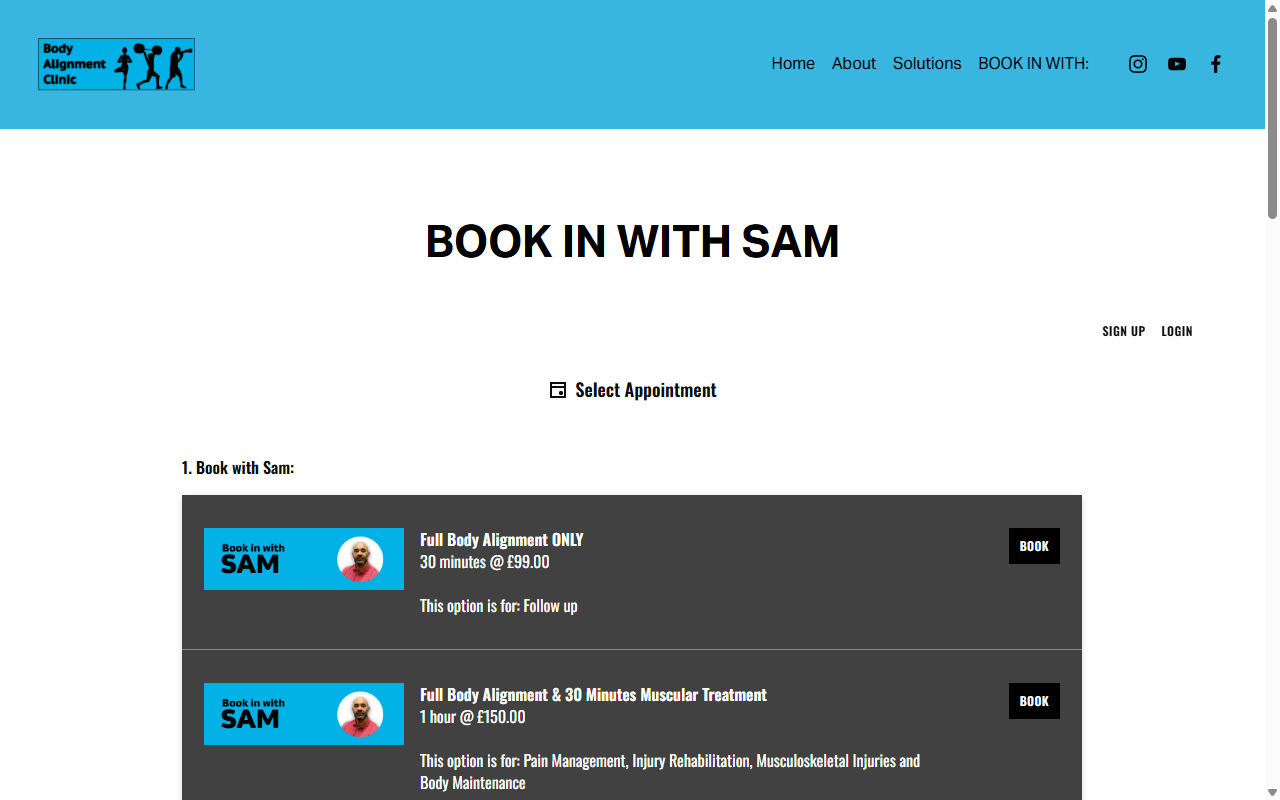 Body
Alignment
Clinic
Home About Solutions BOOK IN WITH:
BOOK IN WITH SAM
SIGN UP LOGIN
Select Appointment
1. Book with Sam:
Book in with
SAM
Full Body Alignment ONLY
30 minutes @ £99.00
This option is for: Follow up
BOOK
Book in with
SAM
Full Body Alignment & 30 Minutes Muscular Treatment
1 hour @ £150.00
This option is for: Pain Management, Injury Rehabilitation, Musculoskeletal Injuries and
Body Maintenance
BOOK